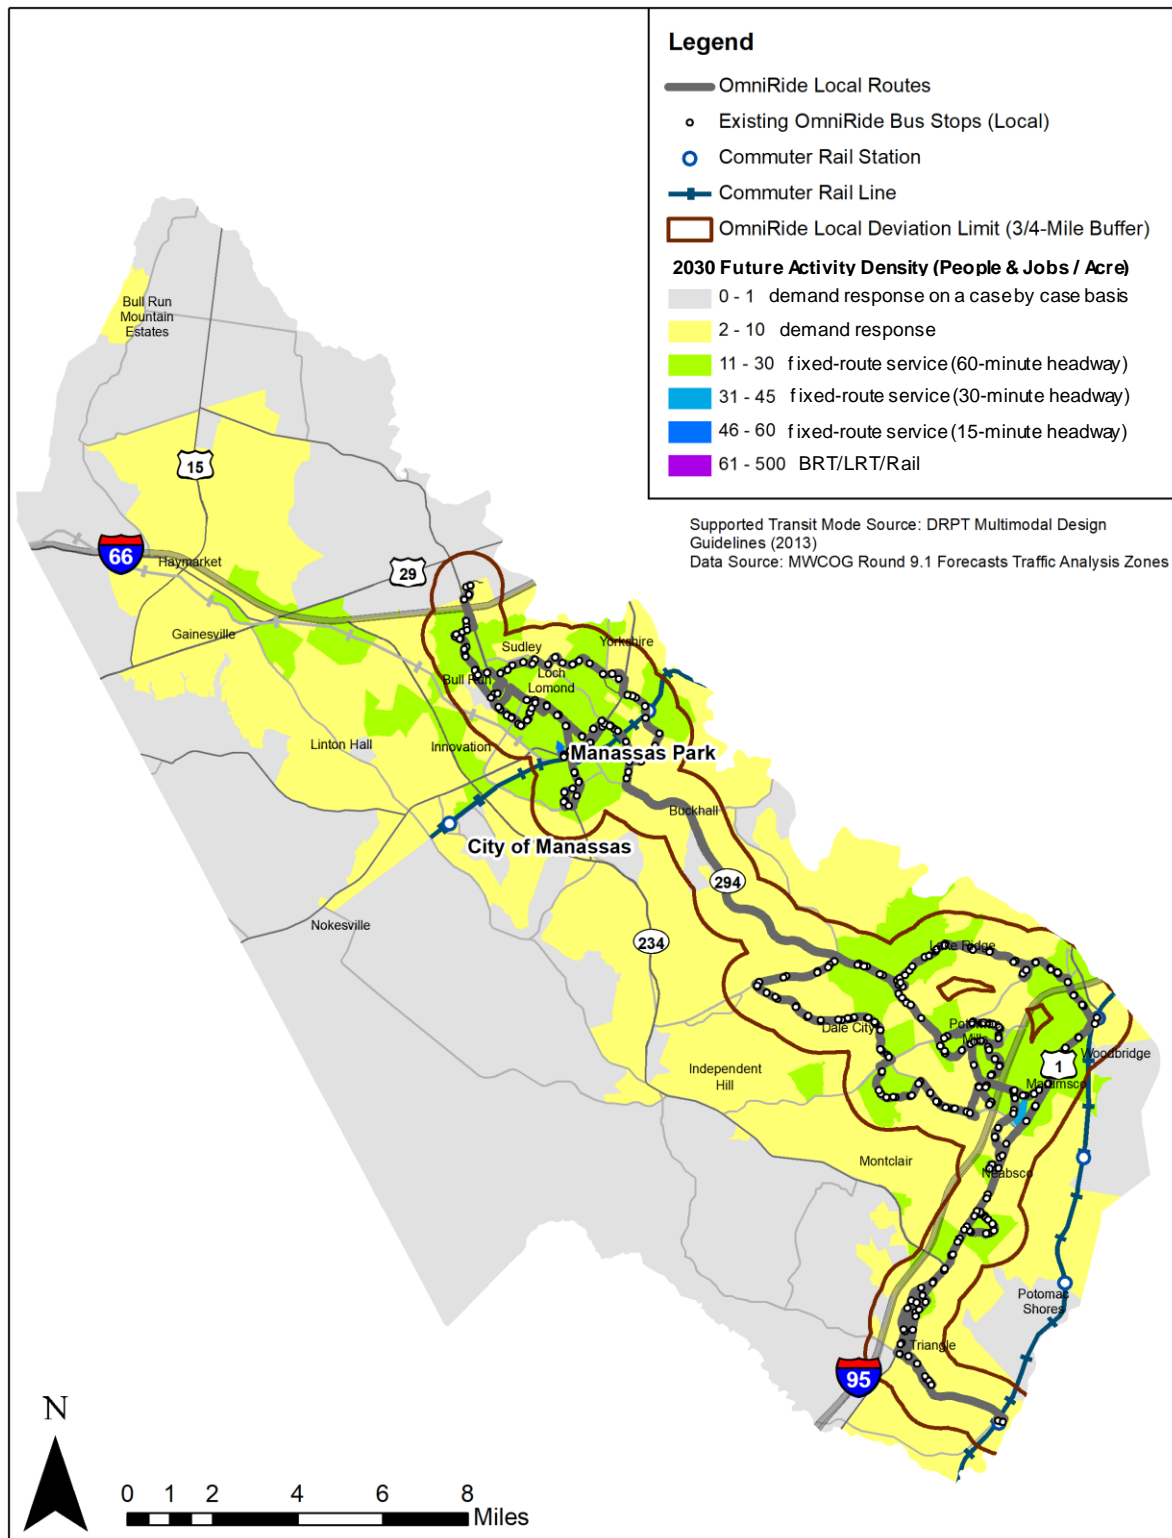 Legend
OmniRide Local Routes
Existing OmniRide Bus Stops (Local)
Commuter Rail Station
Commuter Rail Line
OmniRide Local Deviation Limit (3/4-Mile Buffer)
2030 Future Activity Density (People & Jobs / Acre)
0 - 1 demand response on a case by case basis
2 - 10 demand response
11 - 30 fixed-route service (60-minute headway)
31 - 45 fixed-route service (30-minute headway)
46 - 60 fixed-route service (15-minute headway)
61 - 500 BRT/LRT/Rail
Supported Transit Mode Source: DRPT Multimodal Design
Guidelines (2013)
Data Source: MWCOG Round 9.1 Forecasts Traffic Analysis Zones
Bull Run
Mountain
Estates
15
66
Haymarket
29
Gainesville
Sudley
Yorkshire
Loch
Lomond
Bull Run
Linton Hall
Innovation
Manassas Park
Buckhall
City of Manassas
294
Nokesville
234
Lake Ridge
Dale City
Potomac
Mills
Woodbridge
1
Independent
Hill
Marumsco
Montclair
Neabsco
Potomac
Shores
Triangle
95
N
0 1 2 4 6 8
Miles